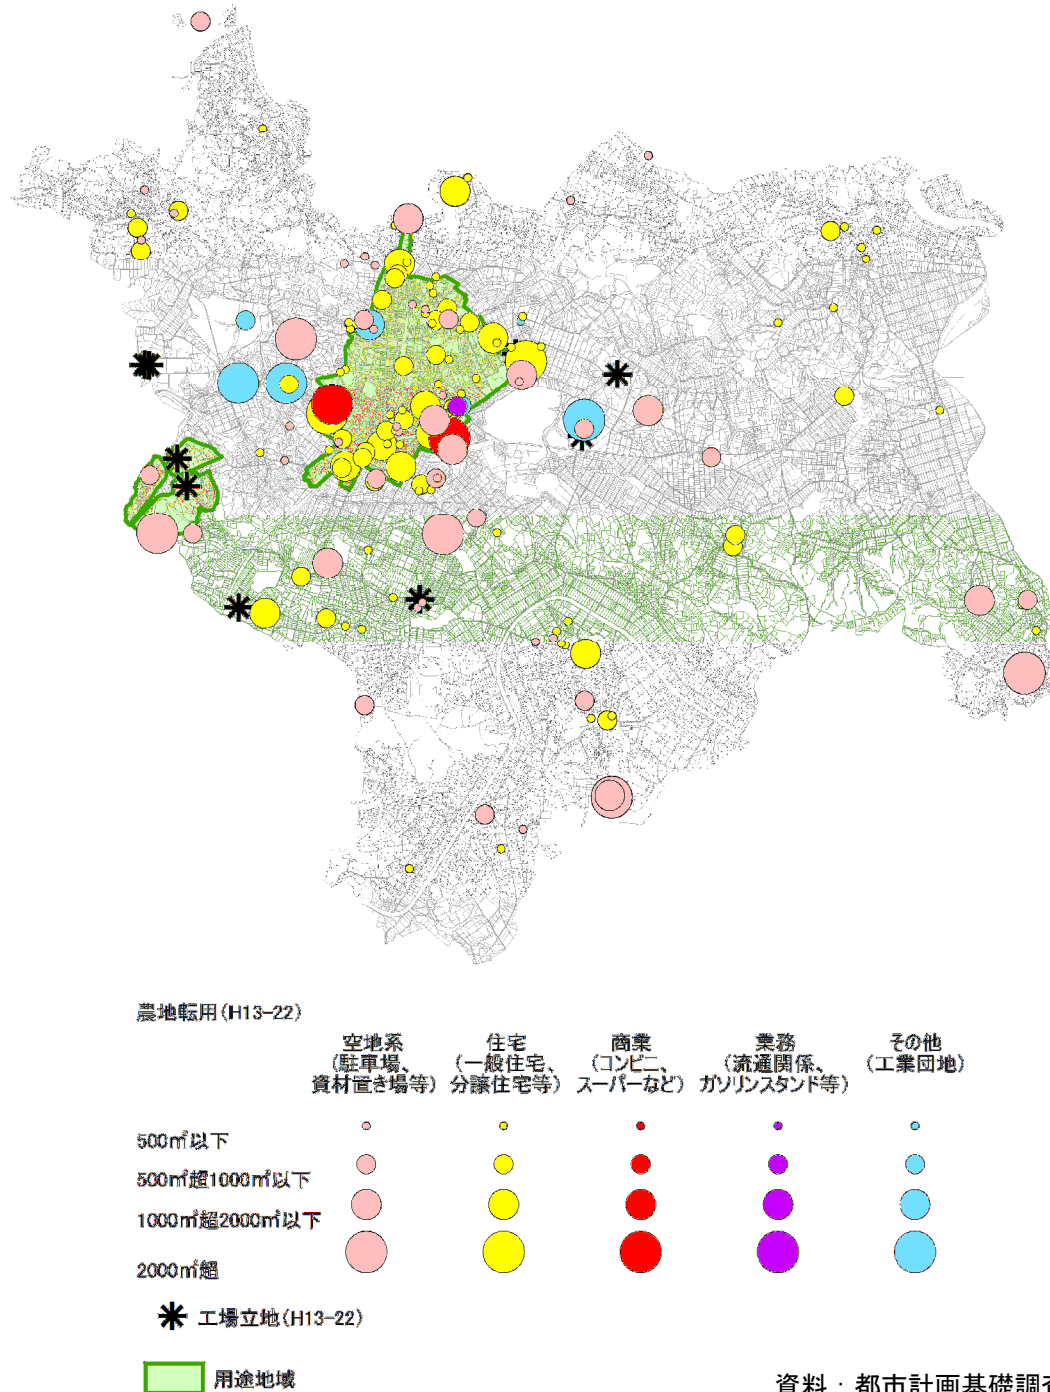 農地転用(H13-22)
空地系 住宅 商業 業務 その他
(駐車場、 (一般住宅、 (コンビニ、 (流通関係、 (工業団地)
資材置き場等) 分譲住宅等) スーパーなど) ガソリンスタンド等)
500㎡以下
500㎡超1000㎡以下
1000㎡超2000㎡以下
2000㎡超
工場立地(H13-22)
用途地域
資料:都市計画基礎調査